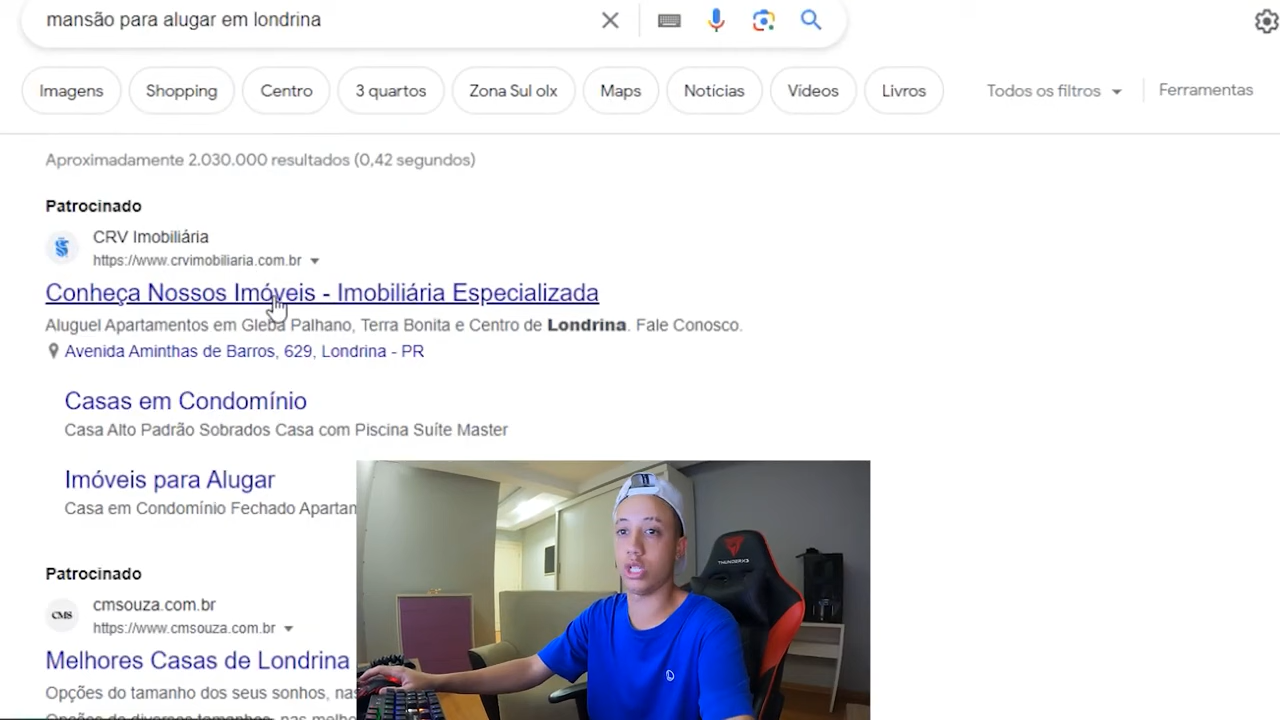 mansão para alugar em londrina
Imagens Shopping Centro 3 quartos Zona Sul olx Maps Notícias Vídeos Livros Todos os filtros Ferramentas
Aproximadamente 2.030.000 resultados (0,42 segundos)
Patrocinado
CRV Imobiliária
https://www.crvimobiliaria.com.br
Conheça Nossos Imóveis - Imobiliária Especializada
Aluguel Apartamentos em Gleba Palhano, Terra Bonita e Centro de Londrina. Fale Conosco.
Avenida Aminthas de Barros, 629, Londrina - PR
Casas em Condomínio
Casa Alto Padrão Sobrados Casa com Piscina Suíte Master
Imóveis para Alugar
Casa em Condomínio Fechado Apartan
Patrocinado
CMS
cmsouza.com.br
https://www.cmsouza.com.br
Melhores Casas de Londrina
Opções do tamanho dos seus sonhos, nas
THUNDERX3